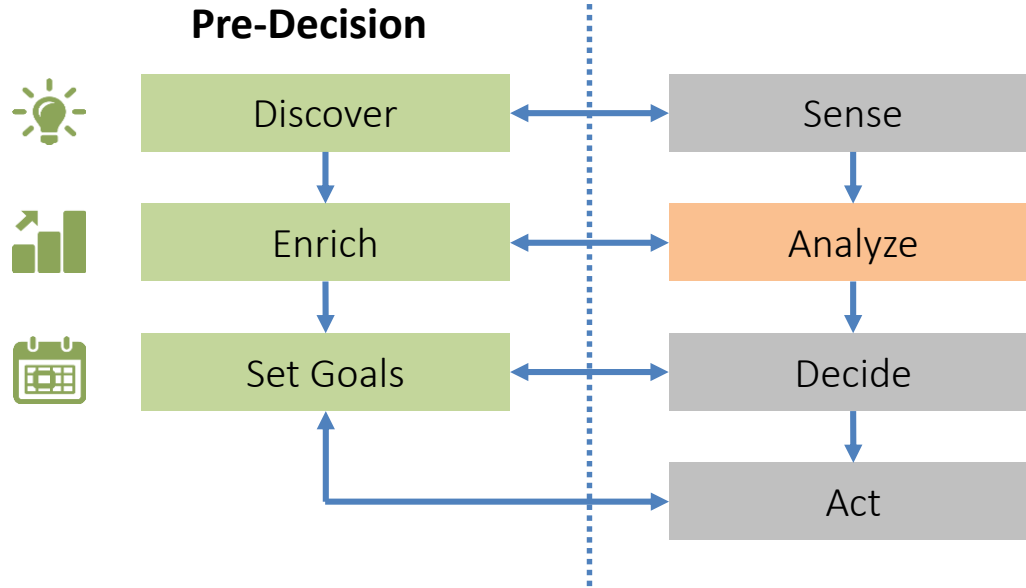 Pre-Decision
Discover
Sense
Enrich
Analyze
Set Goals
Decide
Act